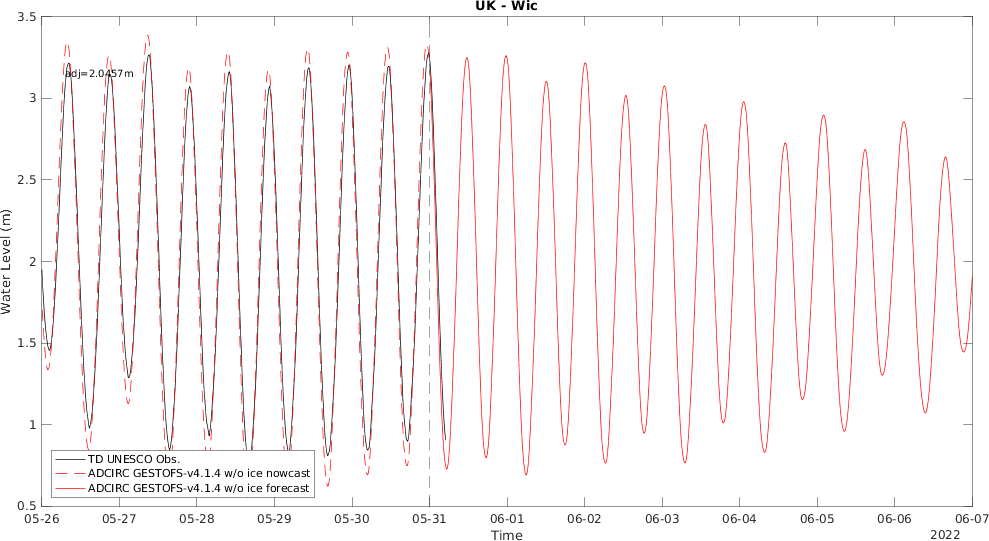 UK - Wic
3.5
3
2.5
2
1.5
1
0.5
Water Level (m)
adj=2.0457m
TD UNESCO Obs.
ADCIRC GESTOFS-v4.1.4 w/o ice nowcast
ADCIRC GESTOFS-v4.1.4 w/o ice forecast
05-26 05-27 05-28 05-29 05-30 05-31 06-01 06-02 06-03 06-04 06-05 06-06 06-07
Time
2022